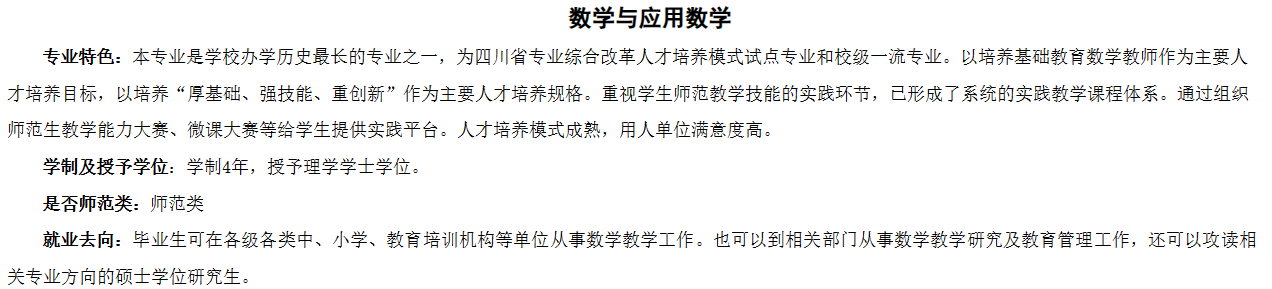 数学与应用数学
专业特色：本专业是学校办学历史最长的专业之一，为四川省专业综合改革人才培养模式试点专业和校级一流专业。以培养基础教育数学教师作为主要人
才培养目标，以培养“厚基础、强技能、重创新”作为主要人才培养规格。重视学生师范教学技能的实践环节，已形成了系统的实践教学课程体系。通过组织
师范生教学能力大赛、微课大赛等给学生提供实践平台。人才培养模式成熟，用人单位满意度高。
学制及授予学位：学制4年，授予理学学士学位。
是否师范类：师范类
就业去向：毕业生可在各级各类中、小学、教育培训机构等单位从事数学教学工作。也可以到相关部门从事数学教学研究及教育管理工作，还可以攻读相
关专业方向的硕士学位研究生。